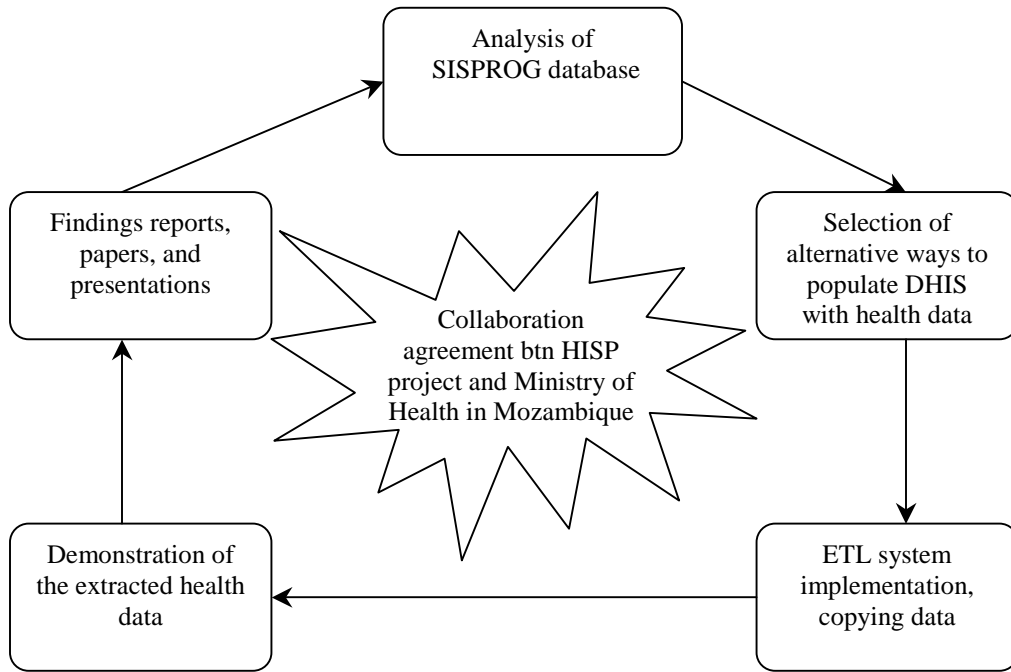 Analysis of
SISPROG database
Findings reports,
papers, and
presentations
Selection of
alternative ways to
populate DHIS
with health data
Collaboration
agreement btn HISP
project and Ministry of
Health in Mozambique
Demonstration of
the extracted health
data
ETL system
implementation,
copying data